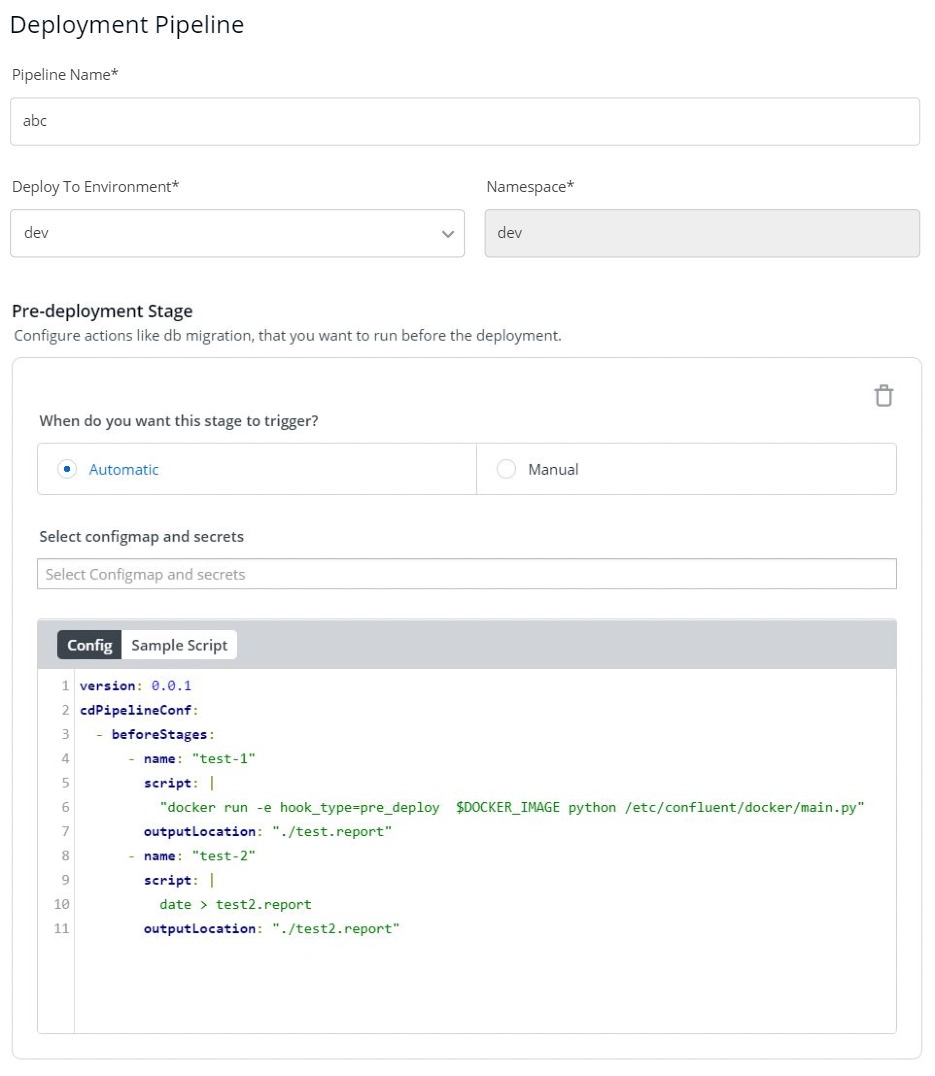 Deployment Pipeline
Pipeline Name*
abc
Deploy To Environment*
Namespace*
dev
dev
Pre-deployment Stage
Configure actions like db migration, that you want to run before the deployment.
When do you want this stage to trigger?
Automatic
Manual
Select configmap and secrets
Select Configmap and secrets
Config
Sample Script
1 version: 0.0.1
2 cdPipelineConf:
3   - beforeStages:
4       - name: "test-1"
5         script: |
6           "docker run -e hook_type=pre_deploy  $DOCKER_IMAGE python /etc/confluent/docker/main.py"
7         outputLocation: "./test.report"
8       - name: "test-2"
9         script: |
10           date > test2.report
11         outputLocation: "./test2.report"